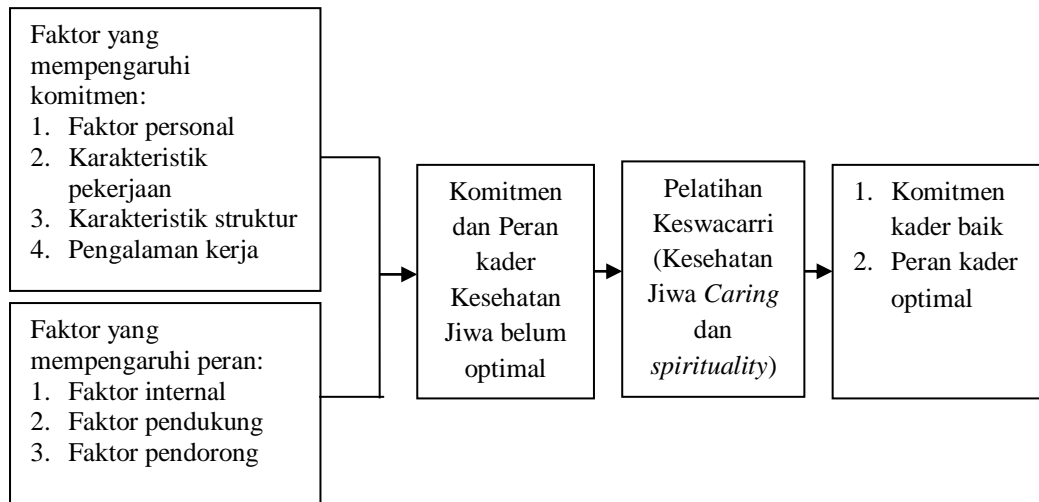 Faktor yang
mempengaruhi
komitmen:
1. Faktor personal
2. Karakteristik
pekerjaan
3. Karakteristik struktur
4. Pengalaman kerja
Faktor yang
mempengaruhi peran:
1. Faktor internal
2. Faktor pendukung
3. Faktor pendorong
Komitmen
dan Peran
kader
Kesehatan
Jiwa belum
optimal
Pelatihan
Keswacarri
(Kesehatan
Jiwa Caring
dan
spirituality)
1. Komitmen
kader baik
2. Peran kader
optimal